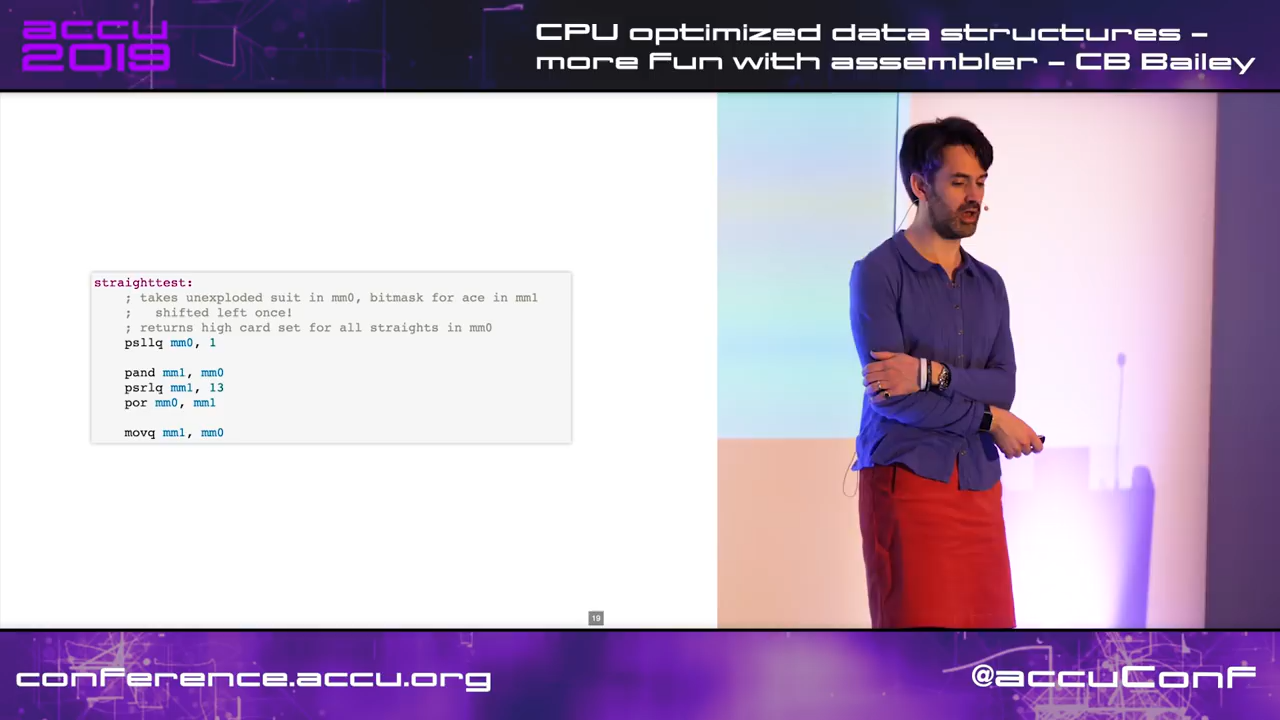 accu
2019
CPU optimized data structures –
more fun with assembler – CB Bailey
straighttest:
; takes unexploded suit in mm0, bitmask for ace in mm1
;   shifted left once!
; returns high card set for all straights in mm0
psllq mm0, 1
pand mm1, mm0
psrlq mm1, 13
por mm0, mm1
movq mm1, mm0
19
conference.accu.org
@accuConf